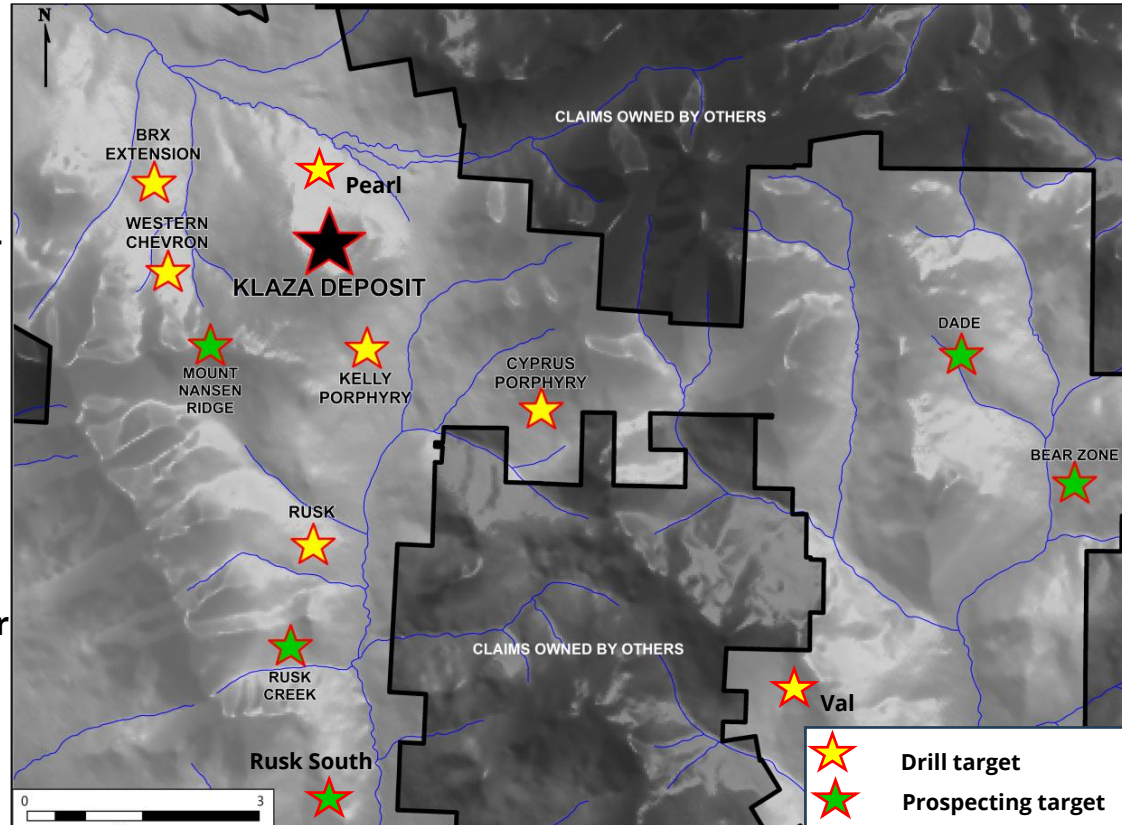 N
CLAIMS OWNED BY OTHERS
BRX
EXTENSION
Pearl
WESTERN
CHEVRON
KLAZA DEPOSIT
DADE
CYPRUS
PORPHYRY
MOUNT
NANSEN
RIDGE
KELLY
PORPHYRY
BEAR ZONE
RUSK
r
CLAIMS OWNED BY OTHERS
RUSK
CREEK
Val
Rusk South
Drill target
Prospecting target
0 3